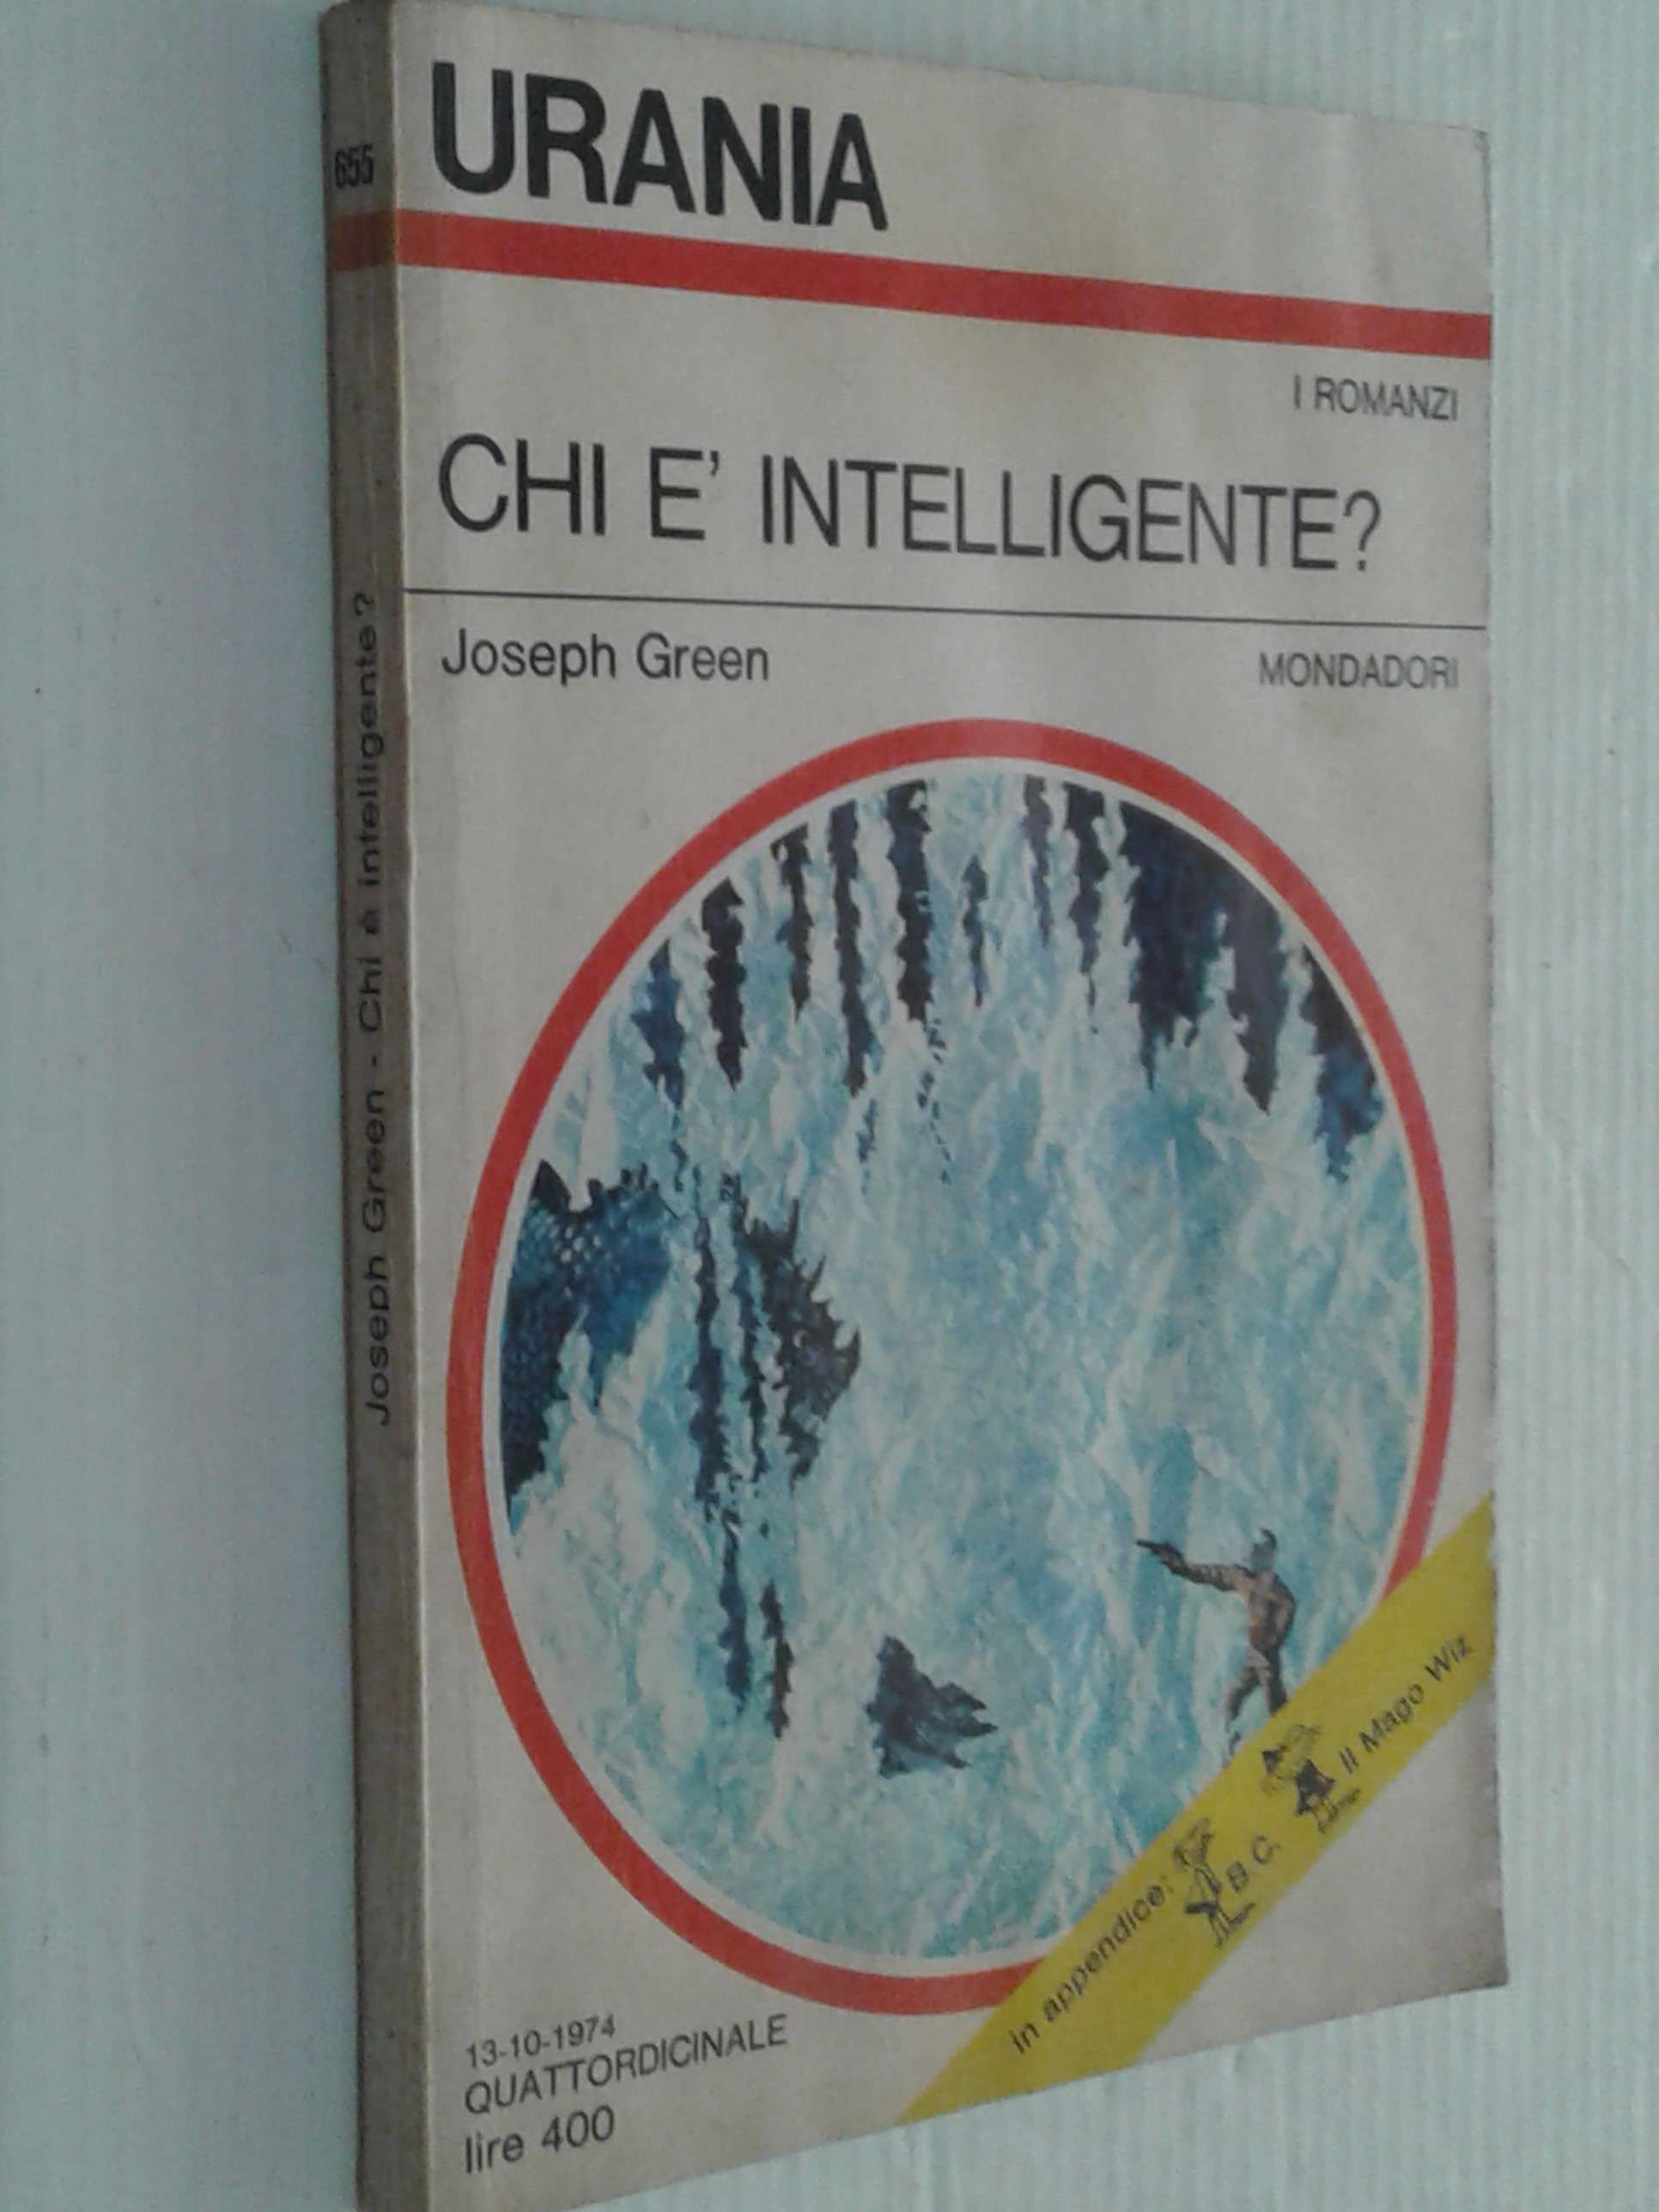 URANIA
I ROMANZI
CHI E' INTELLIGENTE?
Joseph Green
MONDADORI
in appendice: B.C. Il Mago Wiz
13-10-1974
QUATTORDICINALE
lire 400
655
Joseph Green - Chi è intelligente?